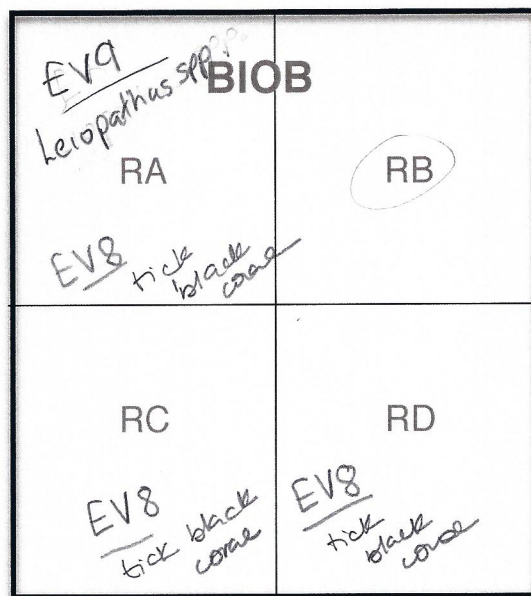 EV9
Leiopathus spp?
BIOB
RA
RB
EV8 tick
black
coral
RC
RD
EV8
tick black
coral
EV8
tick
black
coral